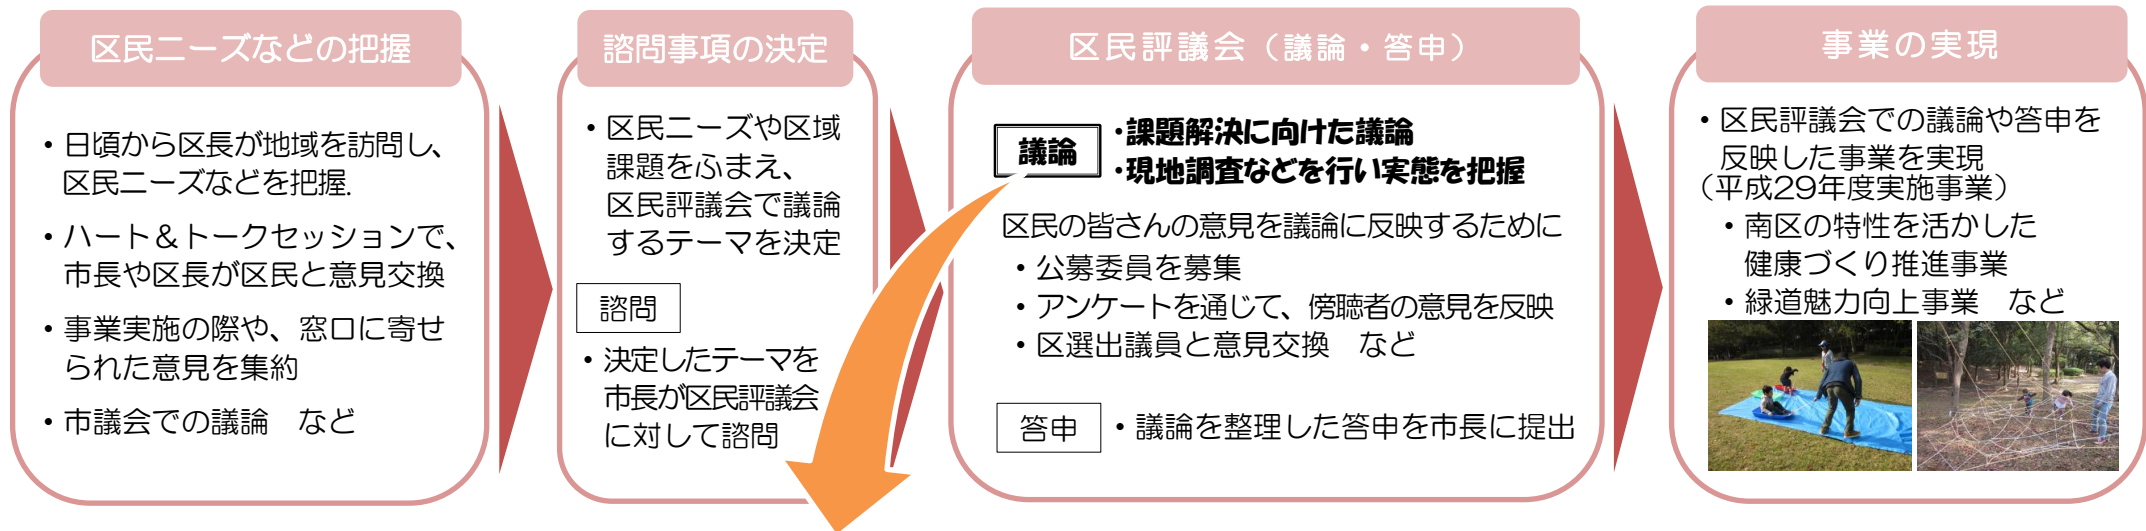 区民ニーズなどの把握
・日頃から区長が地域を訪問し、
区民ニーズなどを把握.
・ハート＆トークセッションで、
市長や区長が区民と意見交換
・事業実施の際や、窓口に寄せ
られた意見を集約
・市議会での議論　など
諮問事項の決定
・区民ニーズや区域
課題をふまえ、
区民評議会で議論
するテーマを決定
諮問
・決定したテーマを
市長が区民評議会
に対して諮問
区民評議会（議論・答申）
議論
・課題解決に向けた議論
・現地調査などを行い実態を把握
区民の皆さんの意見を議論に反映するために
・公募委員を募集
・アンケートを通じて、傍聴者の意見を反映
・区選出議員と意見交換　など
答申
・議論を整理した答申を市長に提出
事業の実現
・区民評議会での議論や答申を
反映した事業を実現
（平成29年度実施事業）
・南区の特性を活かした
健康づくり推進事業
・緑道魅力向上事業　など